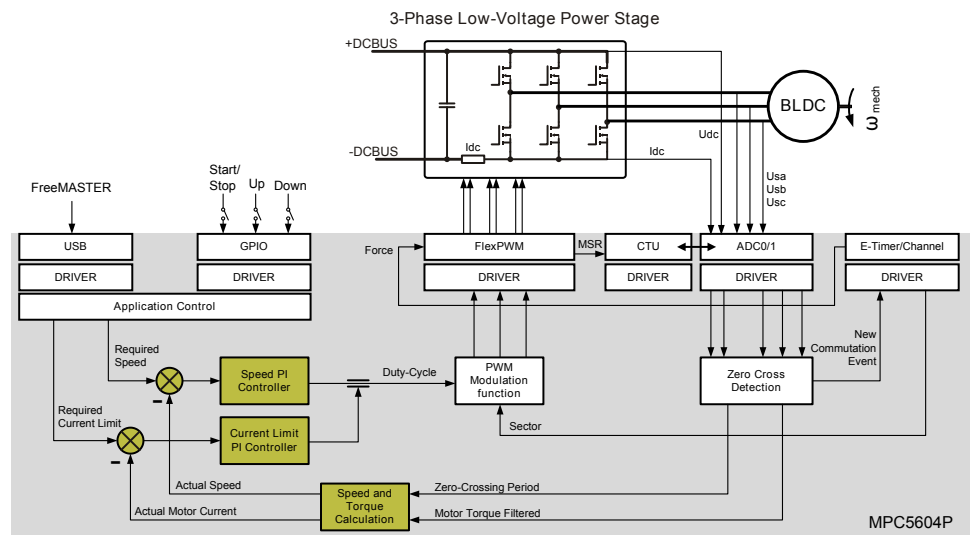 3-Phase Low-Voltage Power Stage
+DCBUS
-DCBUS
Idc
BLDC
ω mech
Udc
Idc
Usa
Usb
Usc
FreeMASTER
Start/
Stop
Up
Down
USB
GPIO
Force
FlexPWM
MSR
CTU
ADC0/1
E-Timer/Channel
DRIVER
DRIVER
DRIVER
DRIVER
DRIVER
DRIVER
Application Control
Required
Speed
Speed PI
Controller
Duty-Cycle
PWM
Modulation
function
Zero Cross
Detection
New
Commutation
Event
Required
Current Limit
Current Limit
PI Controller
Sector
Actual Speed
Actual Motor Current
Speed and
Torque
Calculation
Zero-Crossing Period
Motor Torque Filtered
MPC5604P